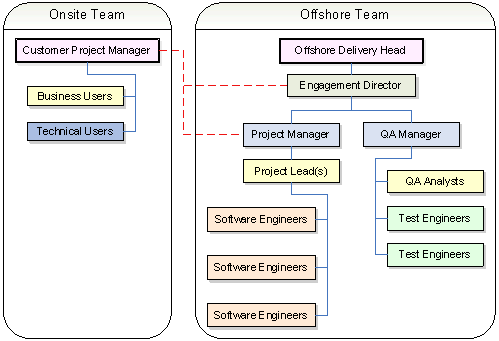 Onsite Team
Customer Project Manager
Business Users
Technical Users
Offshore Team
Offshore Delivery Head
Engagement Director
Project Manager
QA Manager
Project Lead(s)
QA Analysts
Software Engineers
Test Engineers
Test Engineers
Software Engineers
Software Engineers